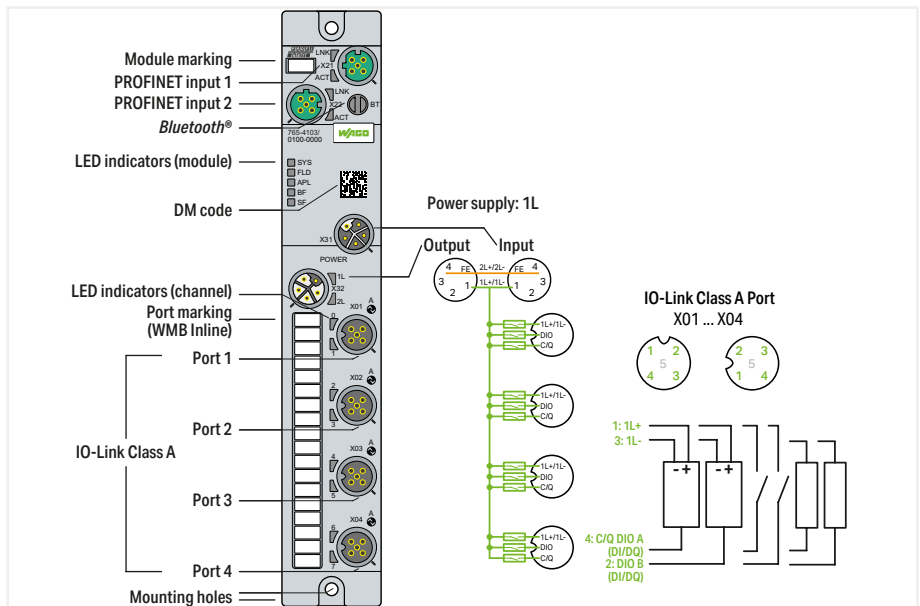 Module marking
PROFINET input 1
PROFINET input 2
Bluetooth®
LED indicators (module)
DM code
LED indicators (channel)
Port marking
(WMB Inline)
Port 1
Port 2
IO-Link Class A
Port 3
Port 4
Mounting holes
LNK
X21
ACT
LNK
X22
BT
ACT
765-4103/
0100-0000
WAGO
SYS
FLD
APL
BF
SF
X31
POWER
1L
X32
2L
X01 A
0
1
X02 A
2
3
X03 A
4
5
X04 A
6
7
Power supply: 1L
Output Input
4 FE 2L+/2L- FE 4
3 1 1L+/1L- 1 3
2 2
1L+/1L-
DIO
C/Q
1L+/1L-
DIO
C/Q
1L+/1L-
DIO
C/Q
1L+/1L-
DIO
C/Q
IO-Link Class A Port
X01 ... X04
1 2
5
4 3
2 3
5
1 4
1: 1L+
3: 1L-
- + - +
4: C/Q DIO A
(DI/DQ)
2: DIO B
(DI/DQ)